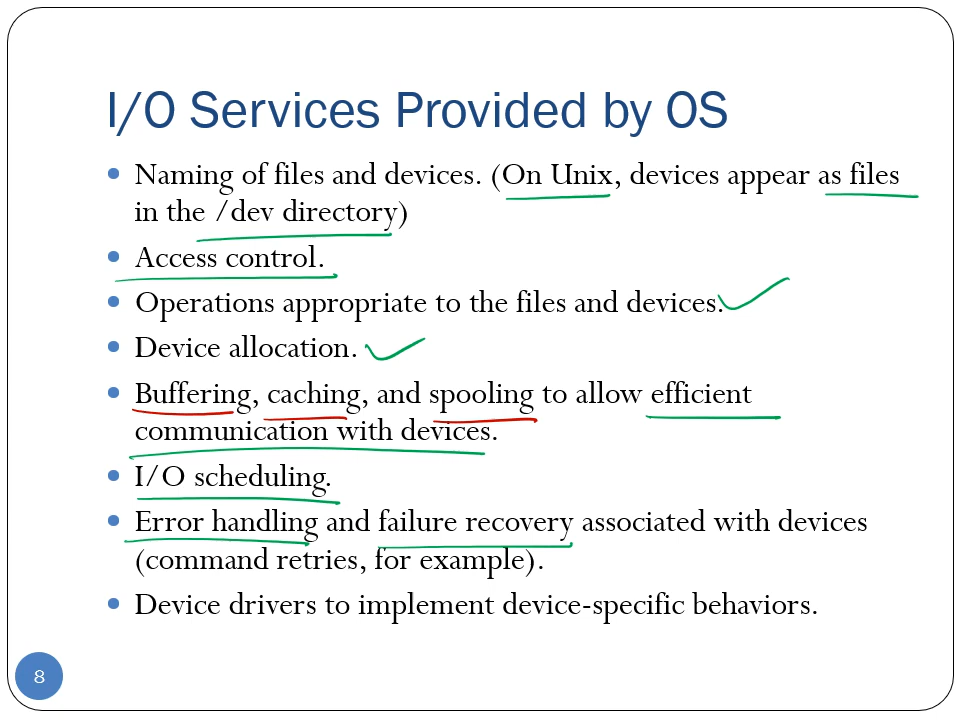 I/O Services Provided by OS
• Naming of files and devices. (On Unix, devices appear as files
in the /dev directory)
• Access control.
• Operations appropriate to the files and devices.
• Device allocation.
• Buffering, caching, and spooling to allow efficient
communication with devices.
• I/O scheduling.
• Error handling and failure recovery associated with devices
(command retries, for example).
• Device drivers to implement device-specific behaviors.
8